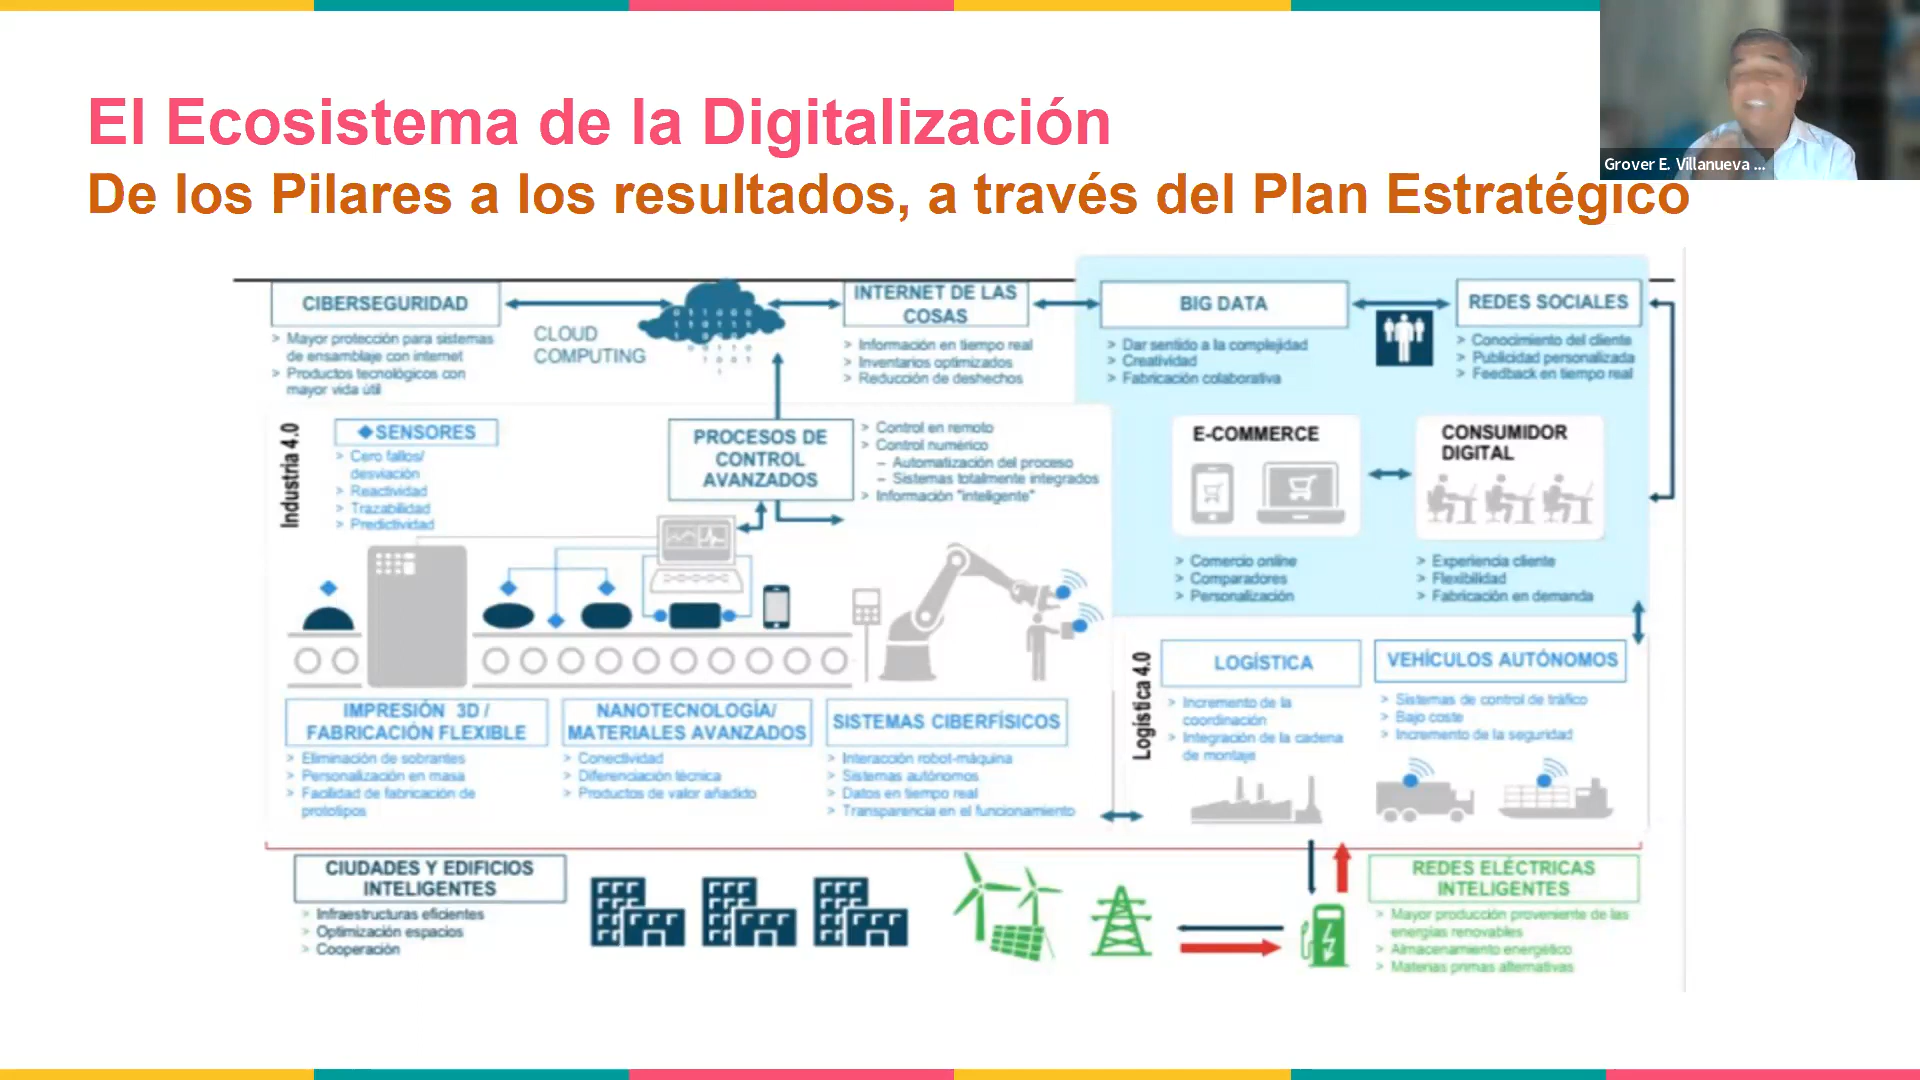 El Ecosistema de la Digitalización
De los Pilares a los resultados, a través del Plan Estratégico
Grover E. Villanueva ...
CIBERSEGURIDAD
> Mayor protección para sistemas
de ensamblaje con internet
> Productos tecnológicos con
mayor vida útil
CLOUD
COMPUTING
INTERNET DE LAS
COSAS
> Información en tiempo real
> Inventarios optimizados
> Reducción de deshechos
BIG DATA
> Dar sentido a la complejidad
> Creatividad
> Fabricación colaborativa
REDES SOCIALES
> Conocimiento del cliente
> Publicidad personalizada
> Feedback en tiempo real
Industria 4.0
SENSORES
> Cero fallos/
desviación
> Reactividad
> Trazabilidad
> Predictividad
PROCESOS DE
CONTROL
AVANZADOS
> Control en remoto
> Control numérico
– Automatización del proceso
– Sistemas totalmente integrados
> Información "inteligente"
E-COMMERCE
> Comercio online
> Comparadores
> Personalización
CONSUMIDOR
DIGITAL
> Experiencia cliente
> Flexibilidad
> Fabricación en demanda
IMPRESIÓN 3D /
FABRICACIÓN FLEXIBLE
> Eliminación de sobrantes
> Personalización en masa
> Facilidad de fabricación de
prototipos
NANOTECNOLOGÍA/
MATERIALES AVANZADOS
> Conectividad
> Diferenciación técnica
> Productos de valor añadido
SISTEMAS CIBERFÍSICOS
> Interacción robot-máquina
> Sistemas autónomos
> Datos en tiempo real
> Transparencia en el funcionamiento
Logística 4.0
LOGÍSTICA
> Incremento de la
coordinación
> Integración de la cadena
de montaje
VEHÍCULOS AUTÓNOMOS
> Sistemas de control de tráfico
> Bajo coste
> Incremento de la seguridad
CIUDADES Y EDIFICIOS
INTELIGENTES
> Infraestructuras eficientes
> Optimización espacios
> Cooperación
REDES ELÉCTRICAS
INTELIGENTES
> Mayor producción proveniente de las
energías renovables
> Almacenamiento energético
> Materias primas alternativas